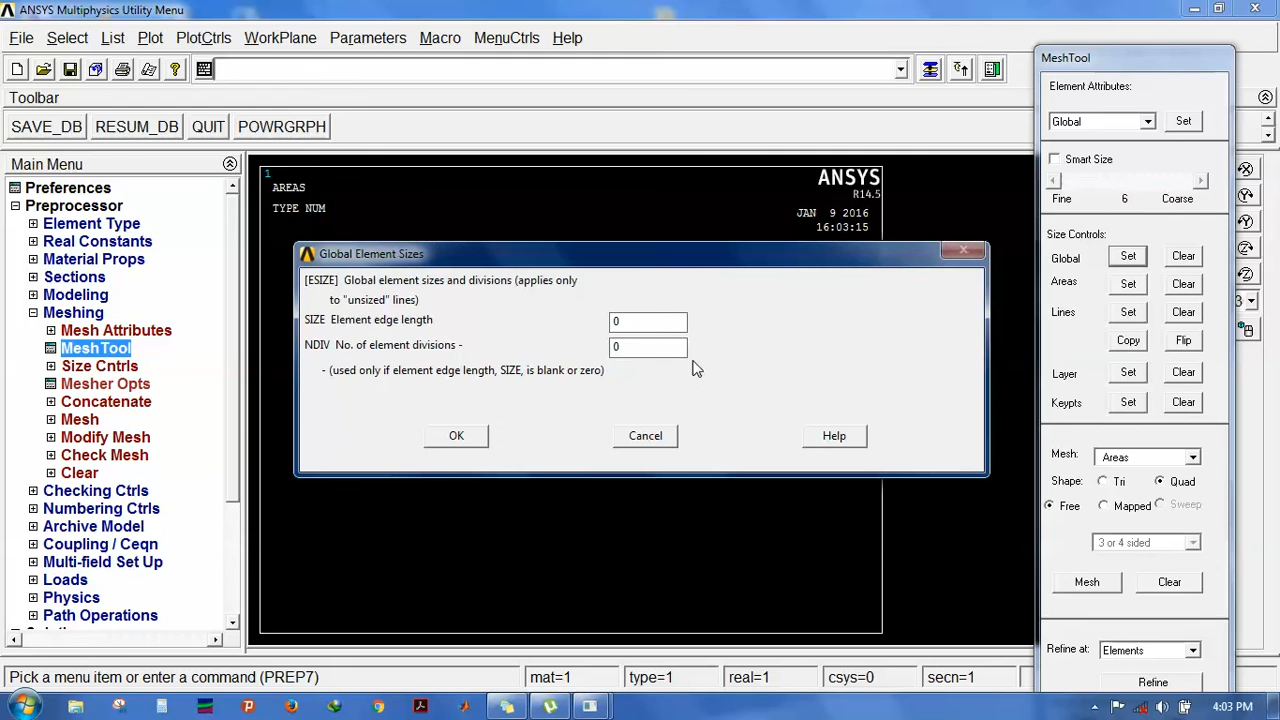 ANSYS Multiphysics Utility Menu
File Select List Plot PlotCtrls WorkPlane Parameters Macro MenuCtrls Help
Toolbar
SAVE_DB RESUM_DB QUIT POWRGRPH
Main Menu
Preferences
Preprocessor
Element Type
Real Constants
Material Props
Sections
Modeling
Meshing
Mesh Attributes
MeshTool
Size Cntrls
Mesher Opts
Concatenate
Mesh
Modify Mesh
Check Mesh
Clear
Checking Ctrls
Numbering Ctrls
Archive Model
Coupling / Ceqn
Multi-field Set Up
Loads
Physics
Path Operations
1
AREAS
TYPE NUM
ANSYS
R14.5
JAN 9 2016
16:03:15
Global Element Sizes
[ESIZE] Global element sizes and divisions (applies only
to "unsized" lines)
SIZE Element edge length 0
NDIV No. of element divisions - 0
- (used only if element edge length, SIZE, is blank or zero)
OK Cancel Help
MeshTool
Element Attributes:
Global Set
Smart Size
Fine 6 Coarse
Size Controls:
Global Set Clear
Areas Set Clear
Lines Set Clear
Copy Flip
Layer Set Clear
Keypts Set Clear
Mesh: Areas
Shape: Tri Quad
Free Mapped Sweep
3 or 4 sided
Mesh Clear
Refine at: Elements
Refine
3
Pick a menu item or enter a command (PREP7) mat=1 type=1 real=1 csys=0 secn=1
4:03 PM